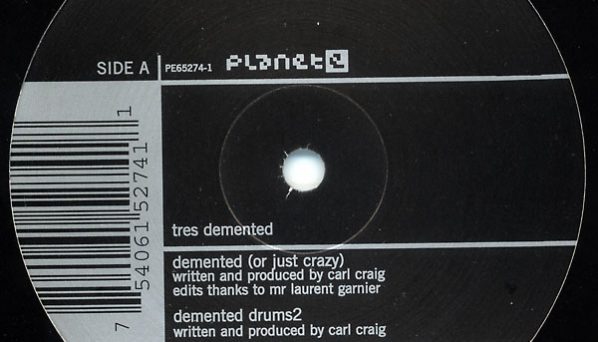 SIDE A
PE65274-1
planet e
7 54061 52741 1
tres demented
demented (or just crazy)
written and produced by carl craig
edits thanks to mr laurent garnier
demented drums2
written and produced by carl craig